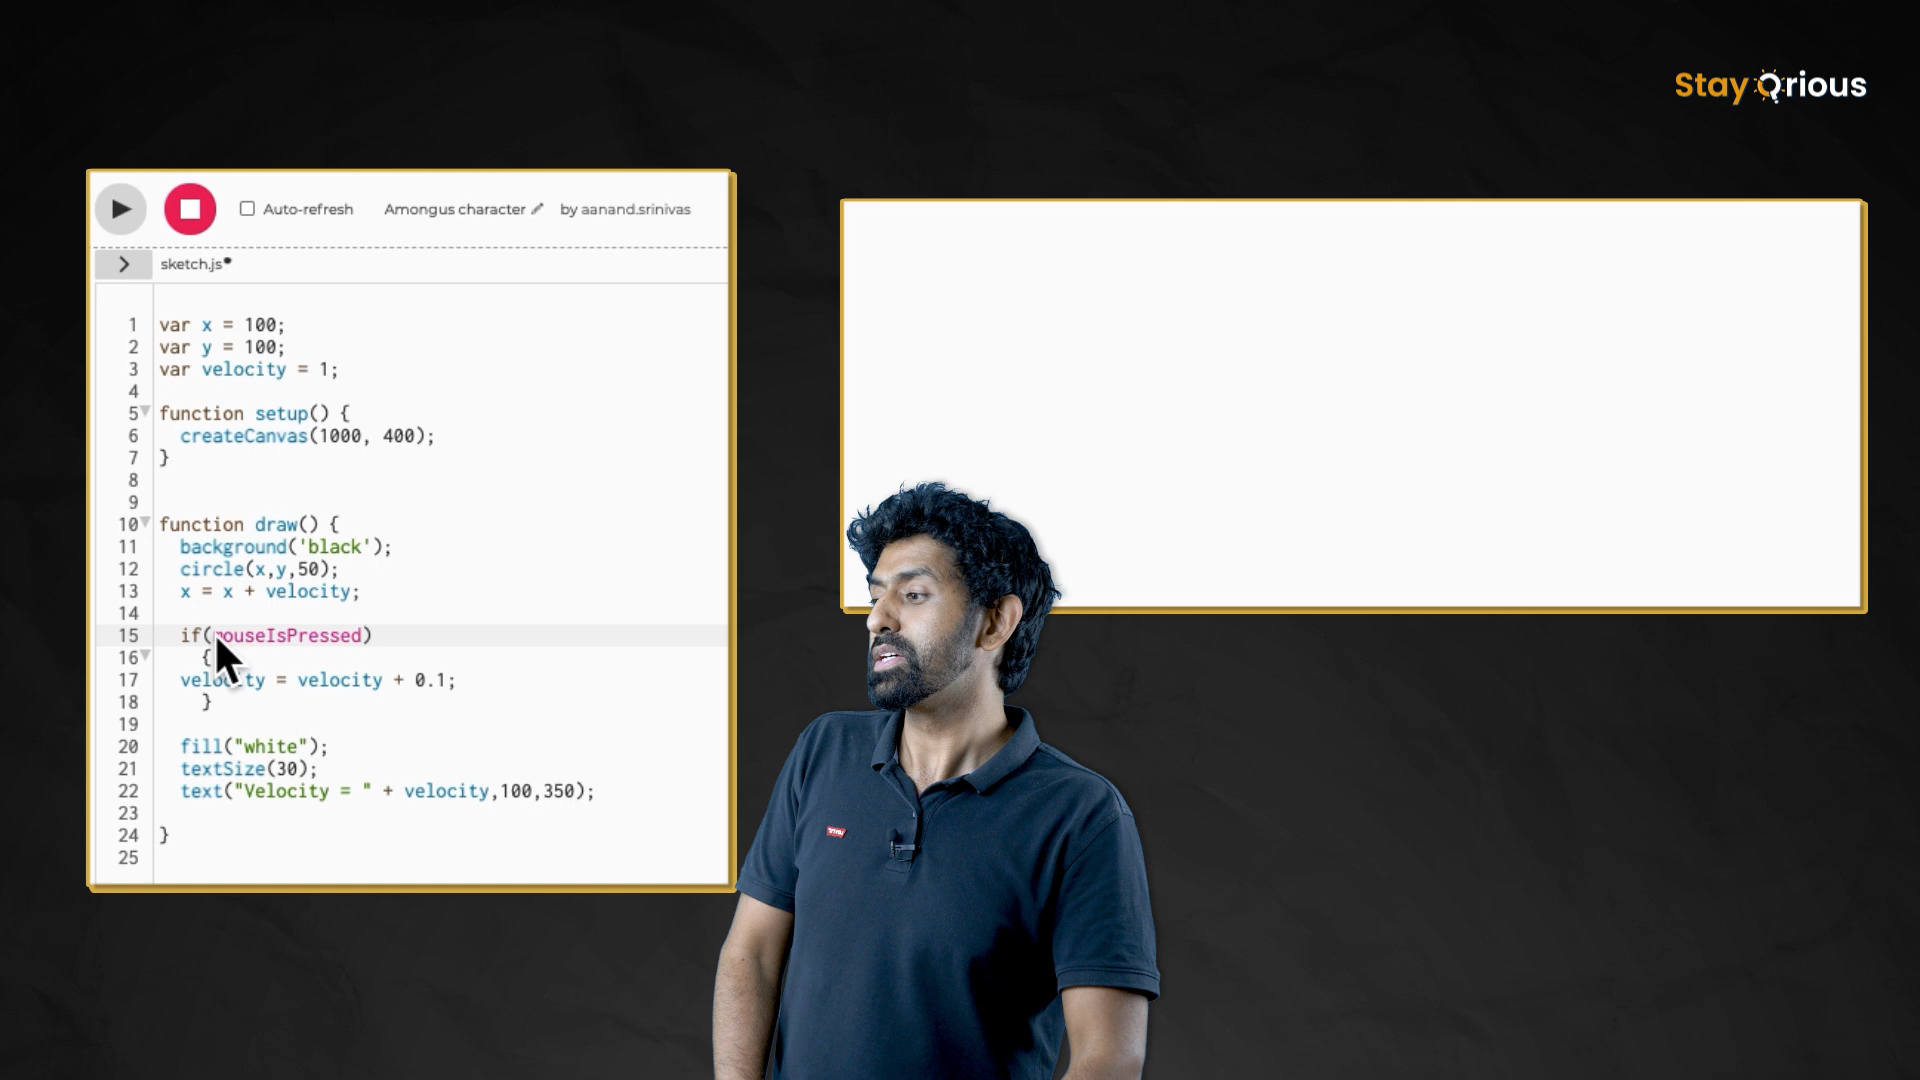 Stay Qrious
Auto-refresh Amongus character by aanand.srinivas
sketch.js
1 var x = 100;
2 var y = 100;
3 var velocity = 1;
4
5 function setup() {
6 createCanvas(1000, 400);
7 }
8
9
10 function draw() {
11 background('black');
12 circle(x,y,50);
13 x = x + velocity;
14
15 if(mouseIsPressed)
16 {
17 velocity = velocity + 0.1;
18 }
19
20 fill("white");
21 textSize(30);
22 text("Velocity = " + velocity,100,350);
23
24 }
25